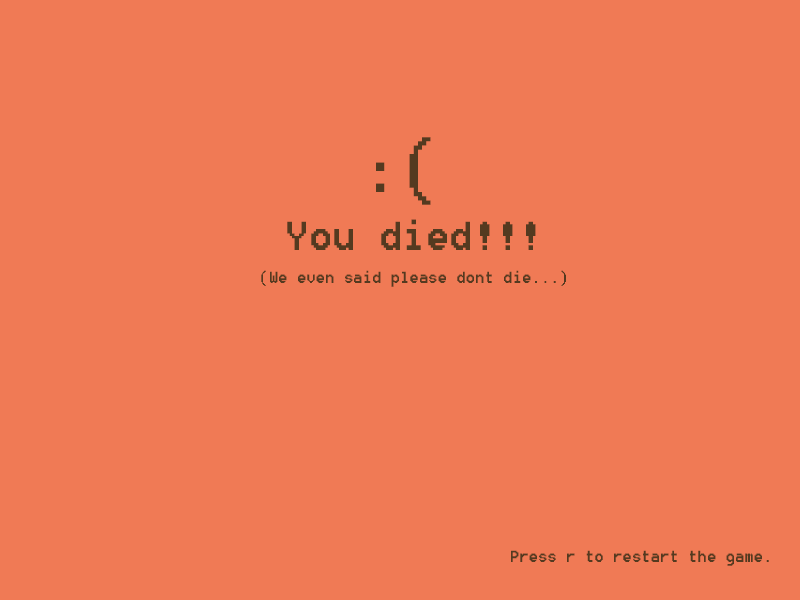 :(
You died!!!
(We even said please dont die...)
Press r to restart the game.